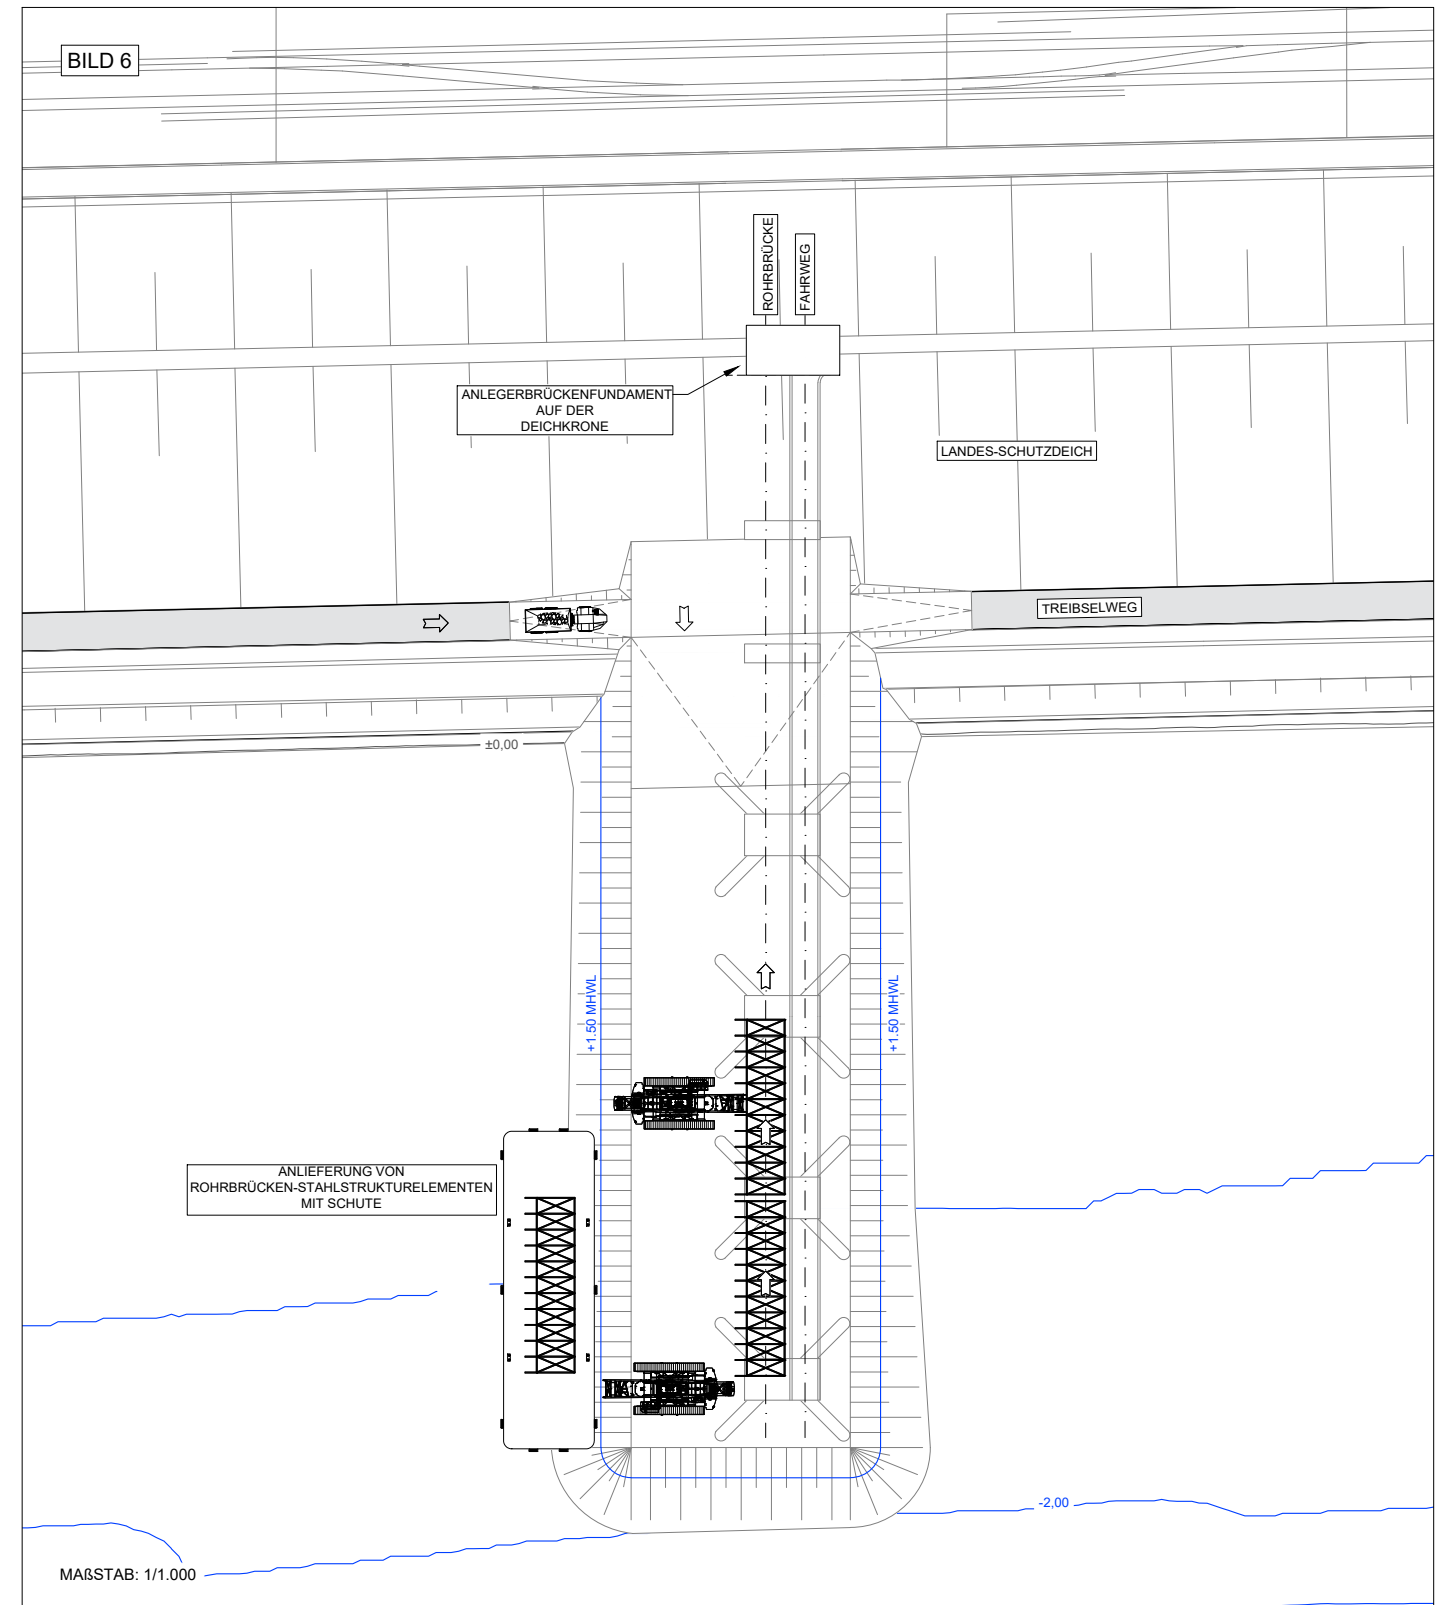 BILD 6
ROHRBRÜCKE
FAHRWEG
ANLEGERBRÜCKENFUNDAMENT
AUF DER
DEICHKRONE
LANDES-SCHUTZDEICH
TREIBSELWEG
±0,00
+1.50 MHWL
+1.50 MHWL
ANLIEFERUNG VON
ROHRBRÜCKEN-STAHLSTRUKTURELEMENTEN
MIT SCHUTE
-2,00
MAßSTAB: 1/1.000